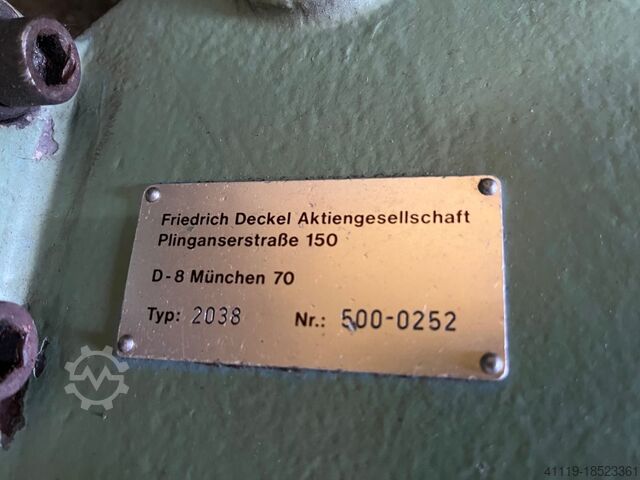 Friedrich Deckel Aktiengesellschaft
Plinganserstraße 150
D-8 München 70
Typ: 2038 Nr.: 500-0252
41119-18523361